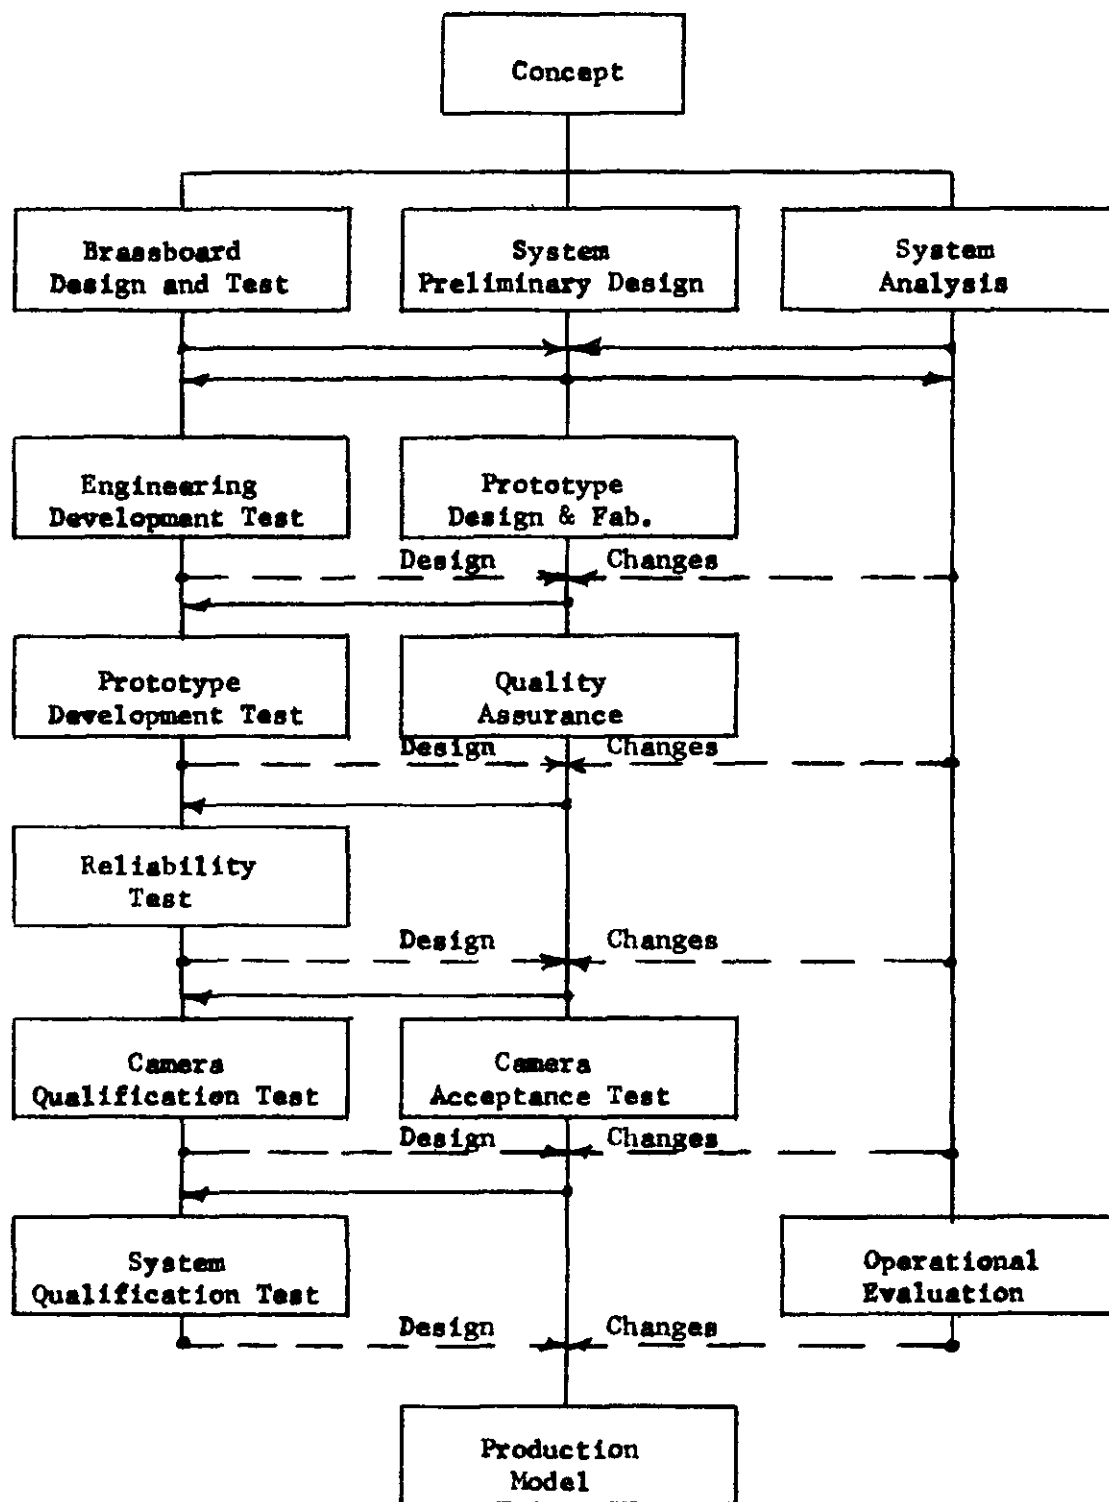 Concept
Brassboard
Design and Test
System
Preliminary Design
System
Analysis
Engineering
Development Test
Prototype
Design & Fab.
Design Changes
Prototype
Development Test
Quality
Assurance
Design Changes
Reliability
Test
Design Changes
Camera
Qualification Test
Camera
Acceptance Test
Design Changes
System
Qualification Test
Operational
Evaluation
Design Changes
Production
Model